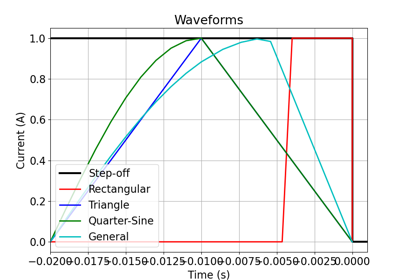 Waveforms
1.0
0.8
0.6
0.4
0.2
0.0
Current (A)
Step-off
Rectangular
Triangle
Quarter-Sine
General
−0.0200 −0.0175 −0.0150 −0.0125 −0.0100 −0.0075 −0.0050 −0.0025 0.0000
Time (s)